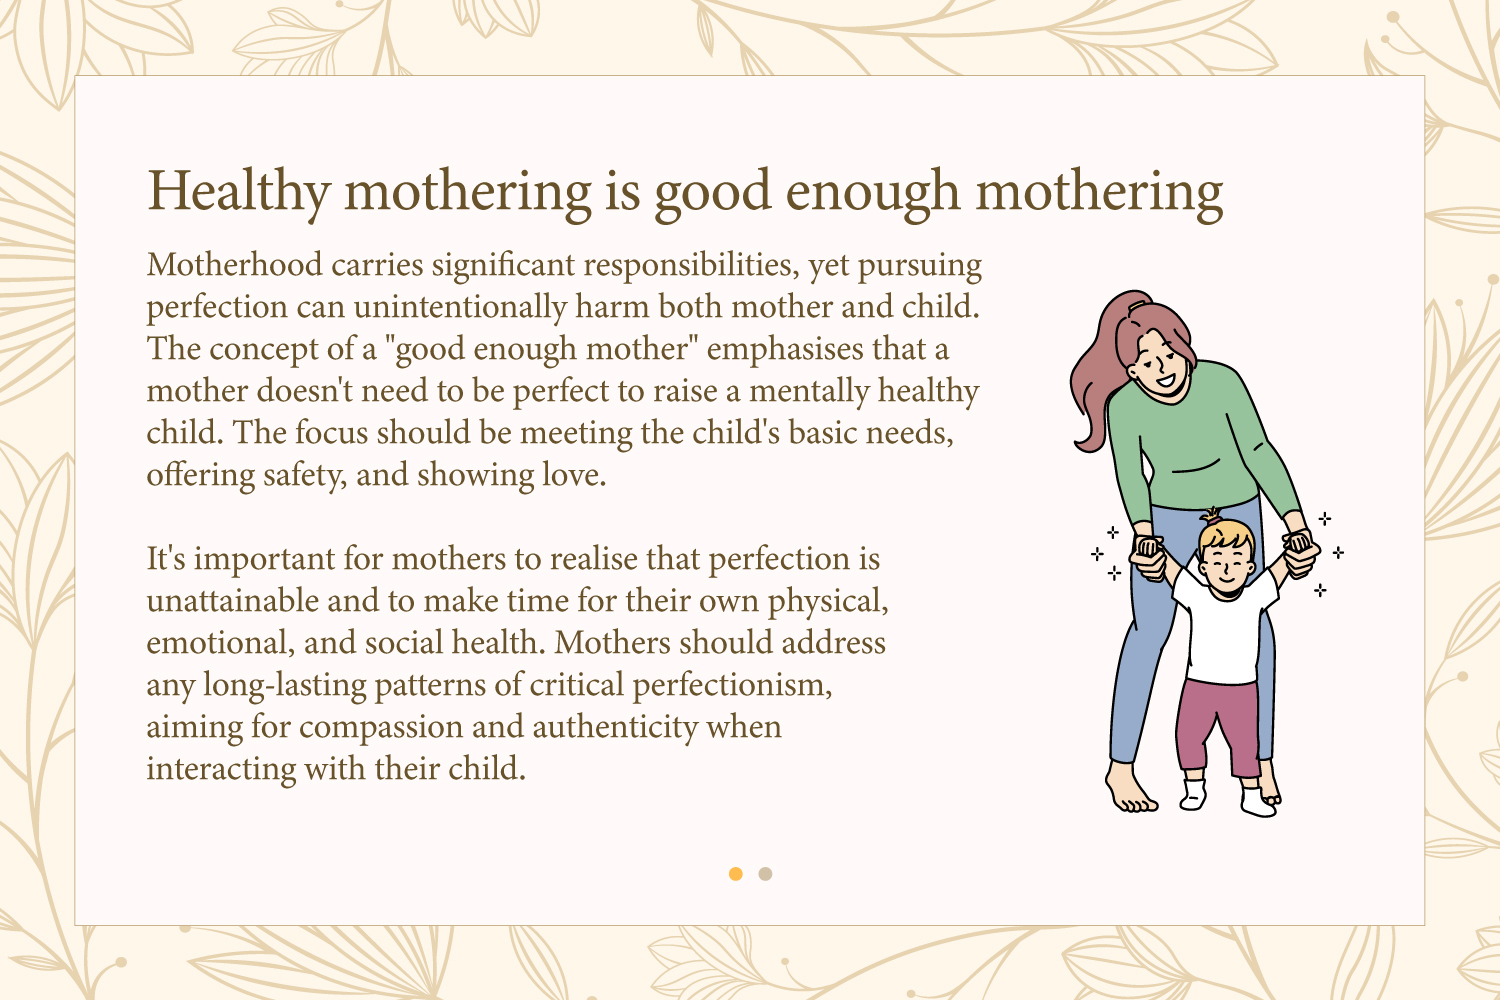 Healthy mothering is good enough mothering
Motherhood carries significant responsibilities, yet pursuing
perfection can unintentionally harm both mother and child.
The concept of a "good enough mother" emphasises that a
mother doesn't need to be perfect to raise a mentally healthy
child. The focus should be meeting the child's basic needs,
offering safety, and showing love.
It's important for mothers to realise that perfection is
unattainable and to make time for their own physical,
emotional, and social health. Mothers should address
any long-lasting patterns of critical perfectionism,
aiming for compassion and authenticity when
interacting with their child.